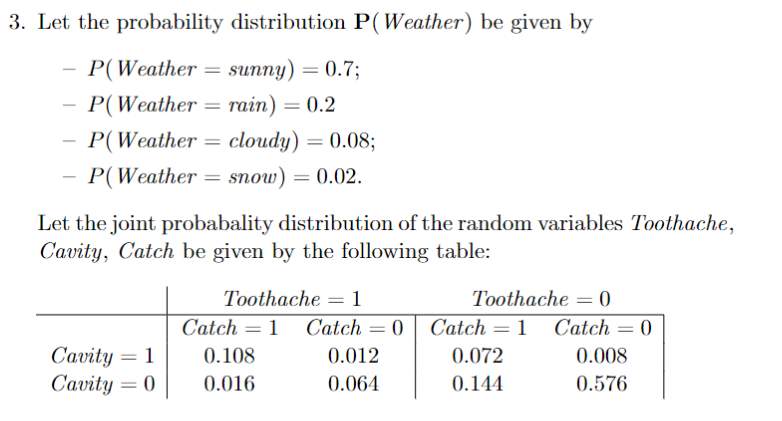 3. Let the probability distribution P(Weather) be given by
– P(Weather = sunny) = 0.7;
– P(Weather = rain) = 0.2
– P(Weather = cloudy) = 0.08;
– P(Weather = snow) = 0.02.
Let the joint probabality distribution of the random variables Toothache,
Cavity, Catch be given by the following table:
Toothache = 1 Toothache = 0
Catch = 1 Catch = 0 Catch = 1 Catch = 0
Cavity = 1 0.108 0.012 0.072 0.008
Cavity = 0 0.016 0.064 0.144 0.576